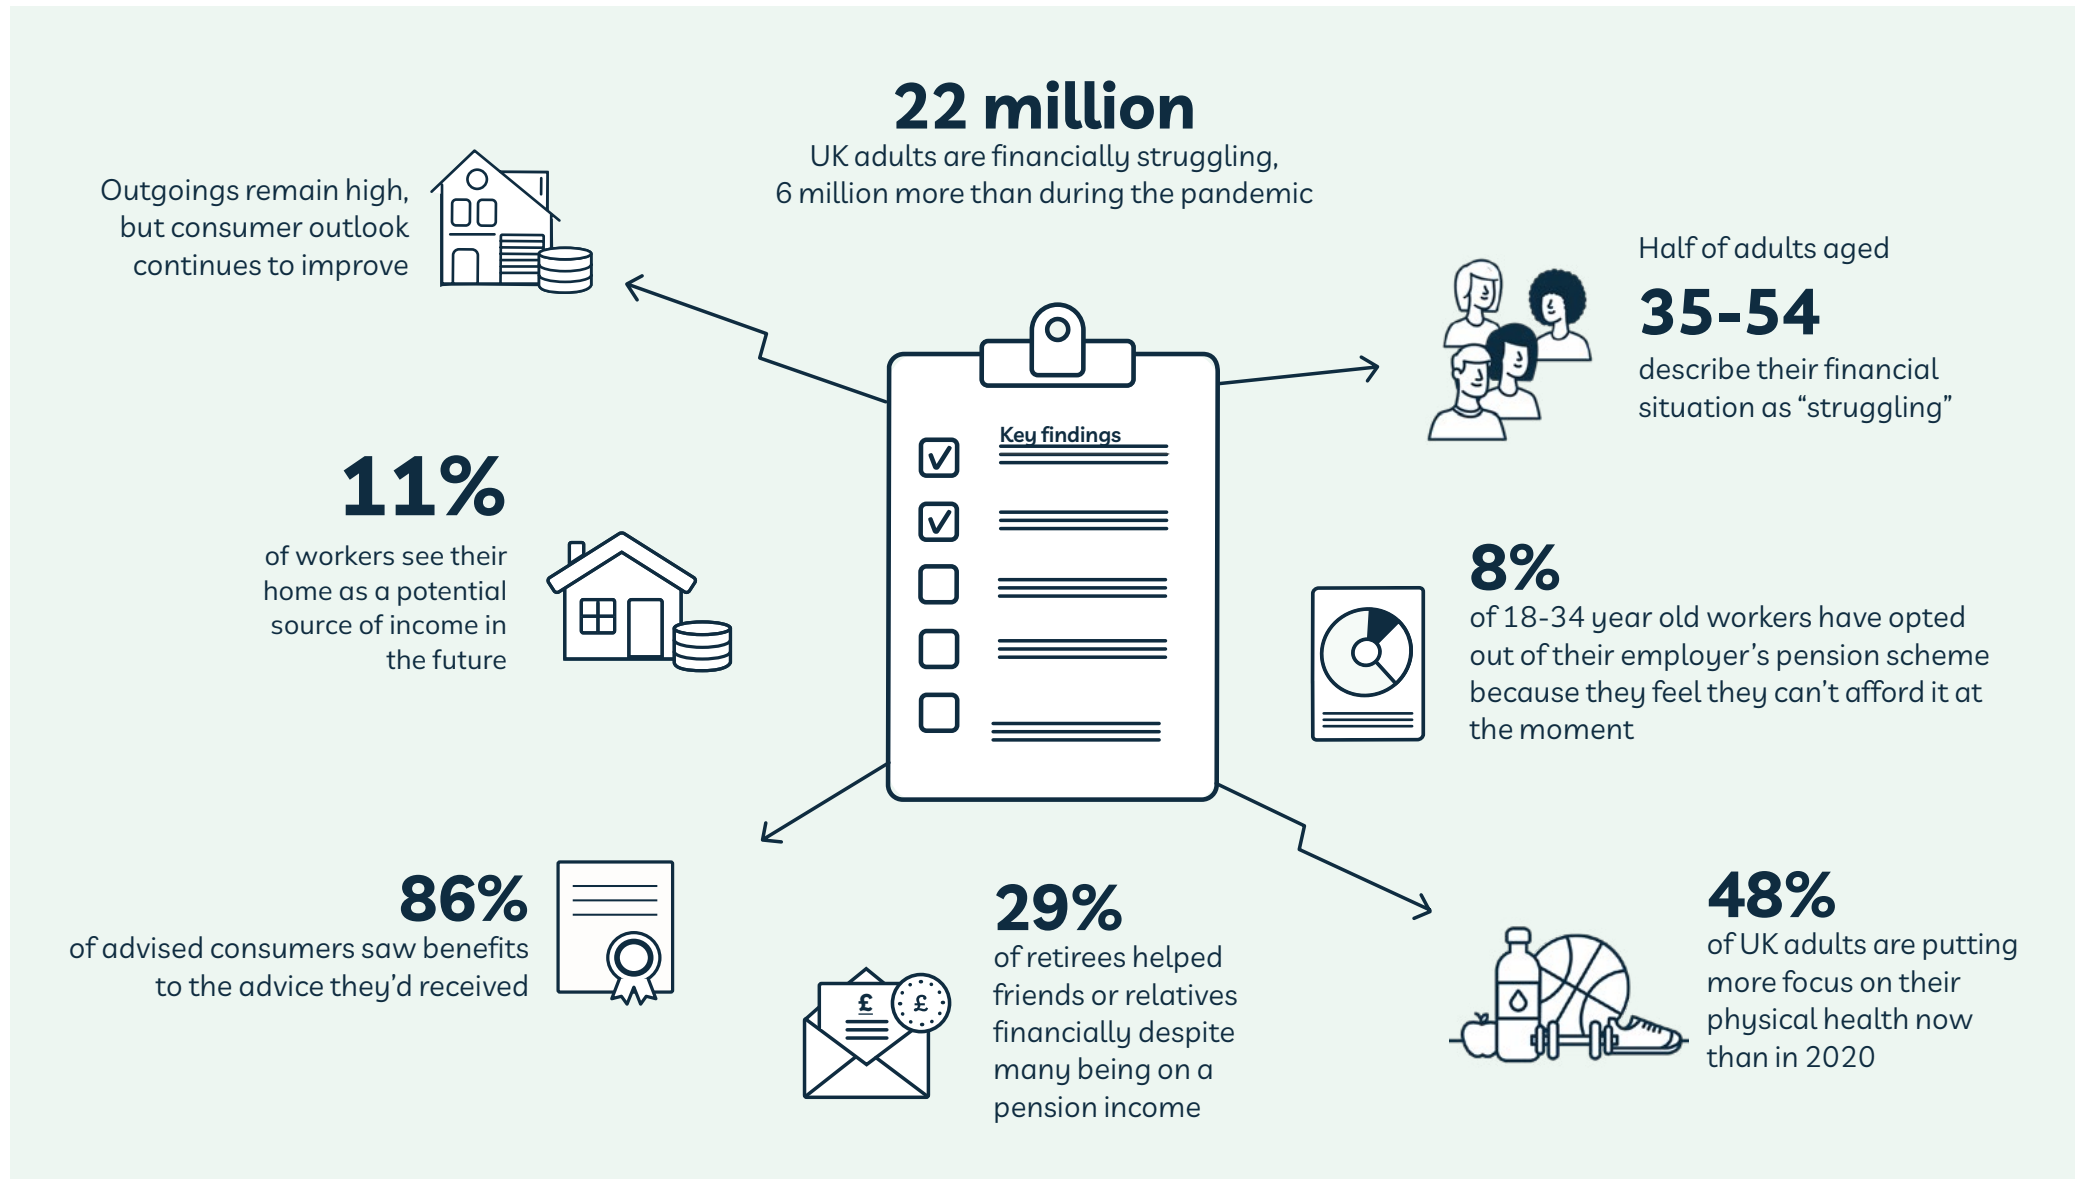 22 million
UK adults are financially struggling,
6 million more than during the pandemic
Outgoings remain high,
but consumer outlook
continues to improve
Half of adults aged
35-54
describe their financial
situation as “struggling”
Key findings
11%
of workers see their
home as a potential
source of income in
the future
8%
of 18-34 year old workers have opted
out of their employer’s pension scheme
because they feel they can’t afford it at
the moment
86%
of advised consumers saw benefits
to the advice they’d received
£
£
29%
of retirees helped
friends or relatives
financially despite
many being on a
pension income
48%
of UK adults are putting
more focus on their
physical health now
than in 2020